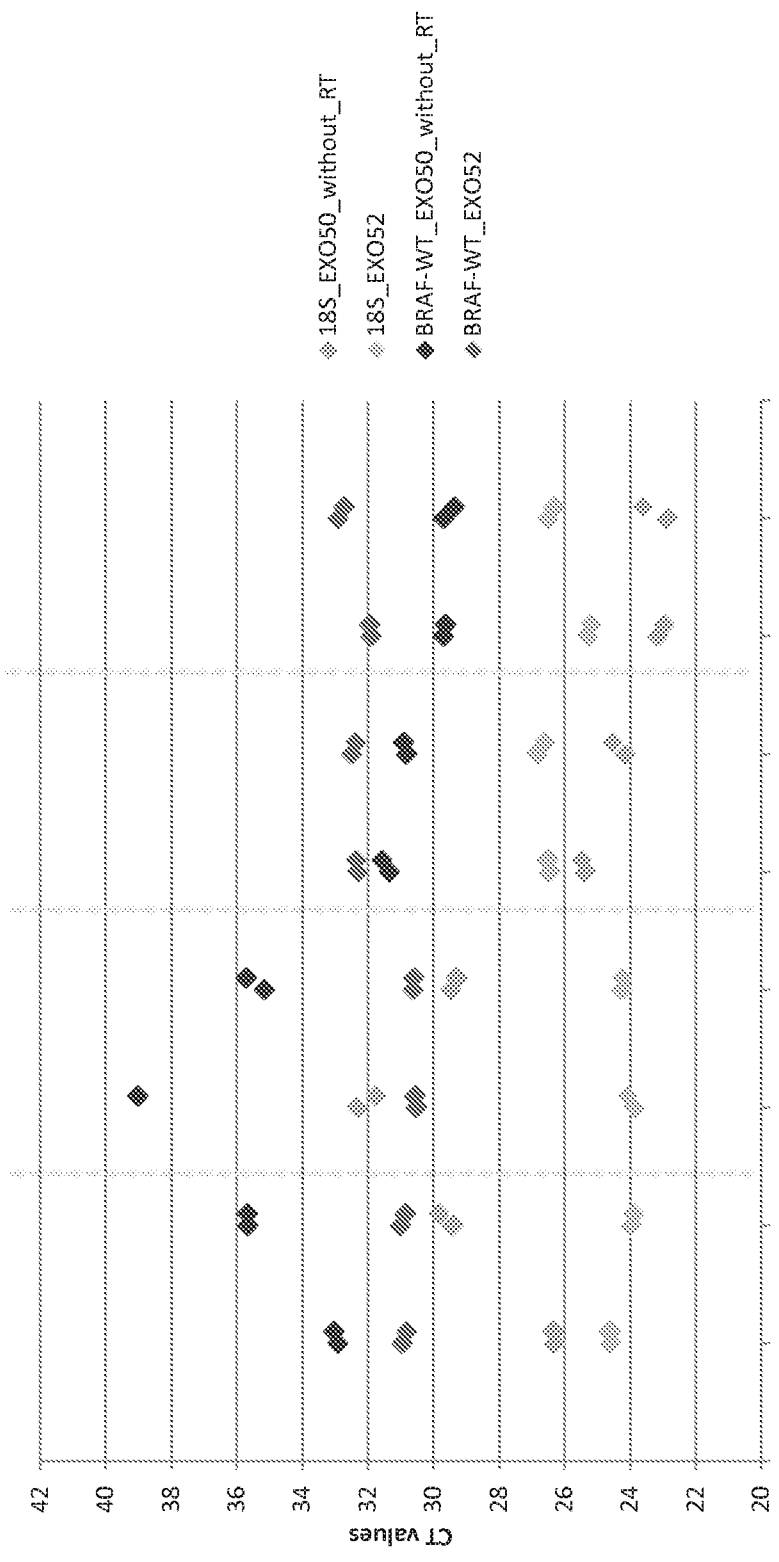 CT values
42
40
38
36
34
32
30
28
26
24
22
20
18S_EXO50_without_RT
18S_EXO52
BRAF-WT_EXO50_without_RT
BRAF-WT_EXO52